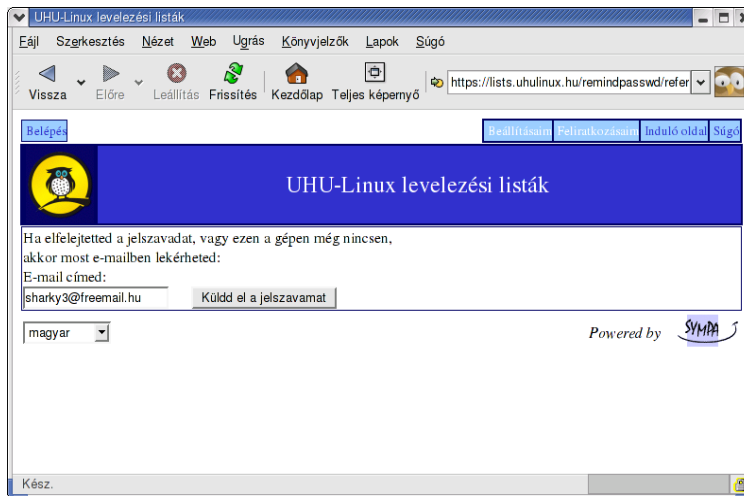 UHU-Linux levelezési listák
Fájl Szerkesztés Nézet Web Ugrás Könyvjelzők Lapok Súgó
Vissza Előre Leállítás Frissítés Kezdőlap Teljes képernyő https://lists.uhulinux.hu/remindpasswd/refer
Belépés Beállításaim Feliratkozásaim Induló oldal Súgó
UHU-Linux levelezési listák
Ha elfelejtetted a jelszavadat, vagy ezen a gépen még nincsen,
akkor most e-mailben lekérheted:
E-mail címed:
sharky3@freemail.hu Küldd el a jelszavamat
magyar Powered by SYMPA
Kész.